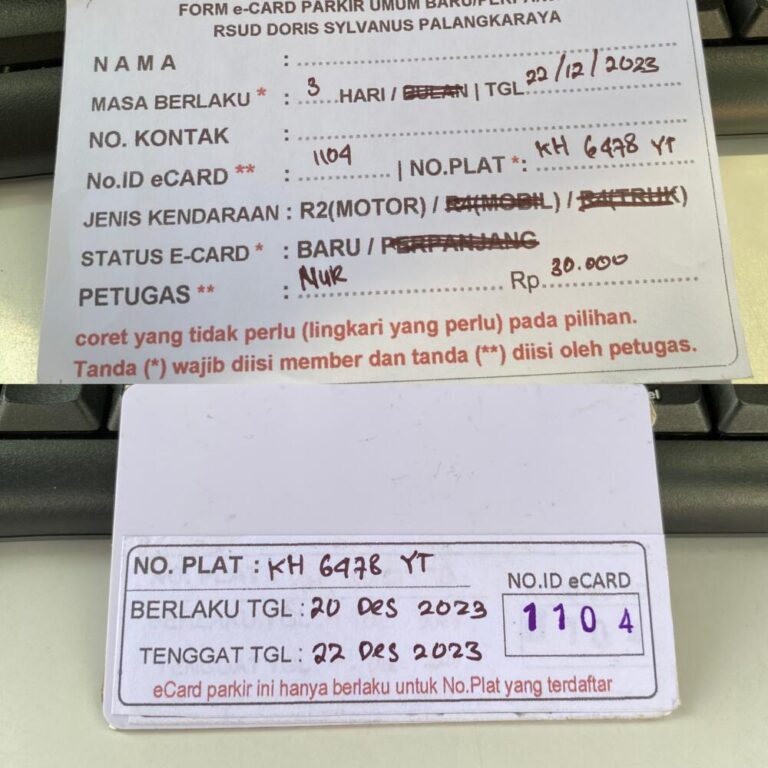 FORM e-CARD PARKIR UMUM BARU/PERPAN
RSUD DORIS SYLVANUS PALANGKARAYA
NAMA :
MASA BERLAKU * : 3 HARI / BULAN | TGL 22/12/2023
NO. KONTAK :
No.ID eCARD ** : 1104 | NO.PLAT *: KH 6478 YT
JENIS KENDARAAN : R2(MOTOR) / R4(MOBIL) / R4(TRUK)
STATUS E-CARD * : BARU / PERPANJANG
PETUGAS ** : NUR Rp 30.000
coret yang tidak perlu (lingkari yang perlu) pada pilihan.
Tanda (*) wajib diisi member dan tanda (**) diisi oleh petugas.
NO. PLAT : KH 6478 YT
NO.ID eCARD
BERLAKU TGL : 20 Des 2023
1104
TENGGAT TGL : 22 Des 2023
eCard parkir ini hanya berlaku untuk No.Plat yang terdaftar